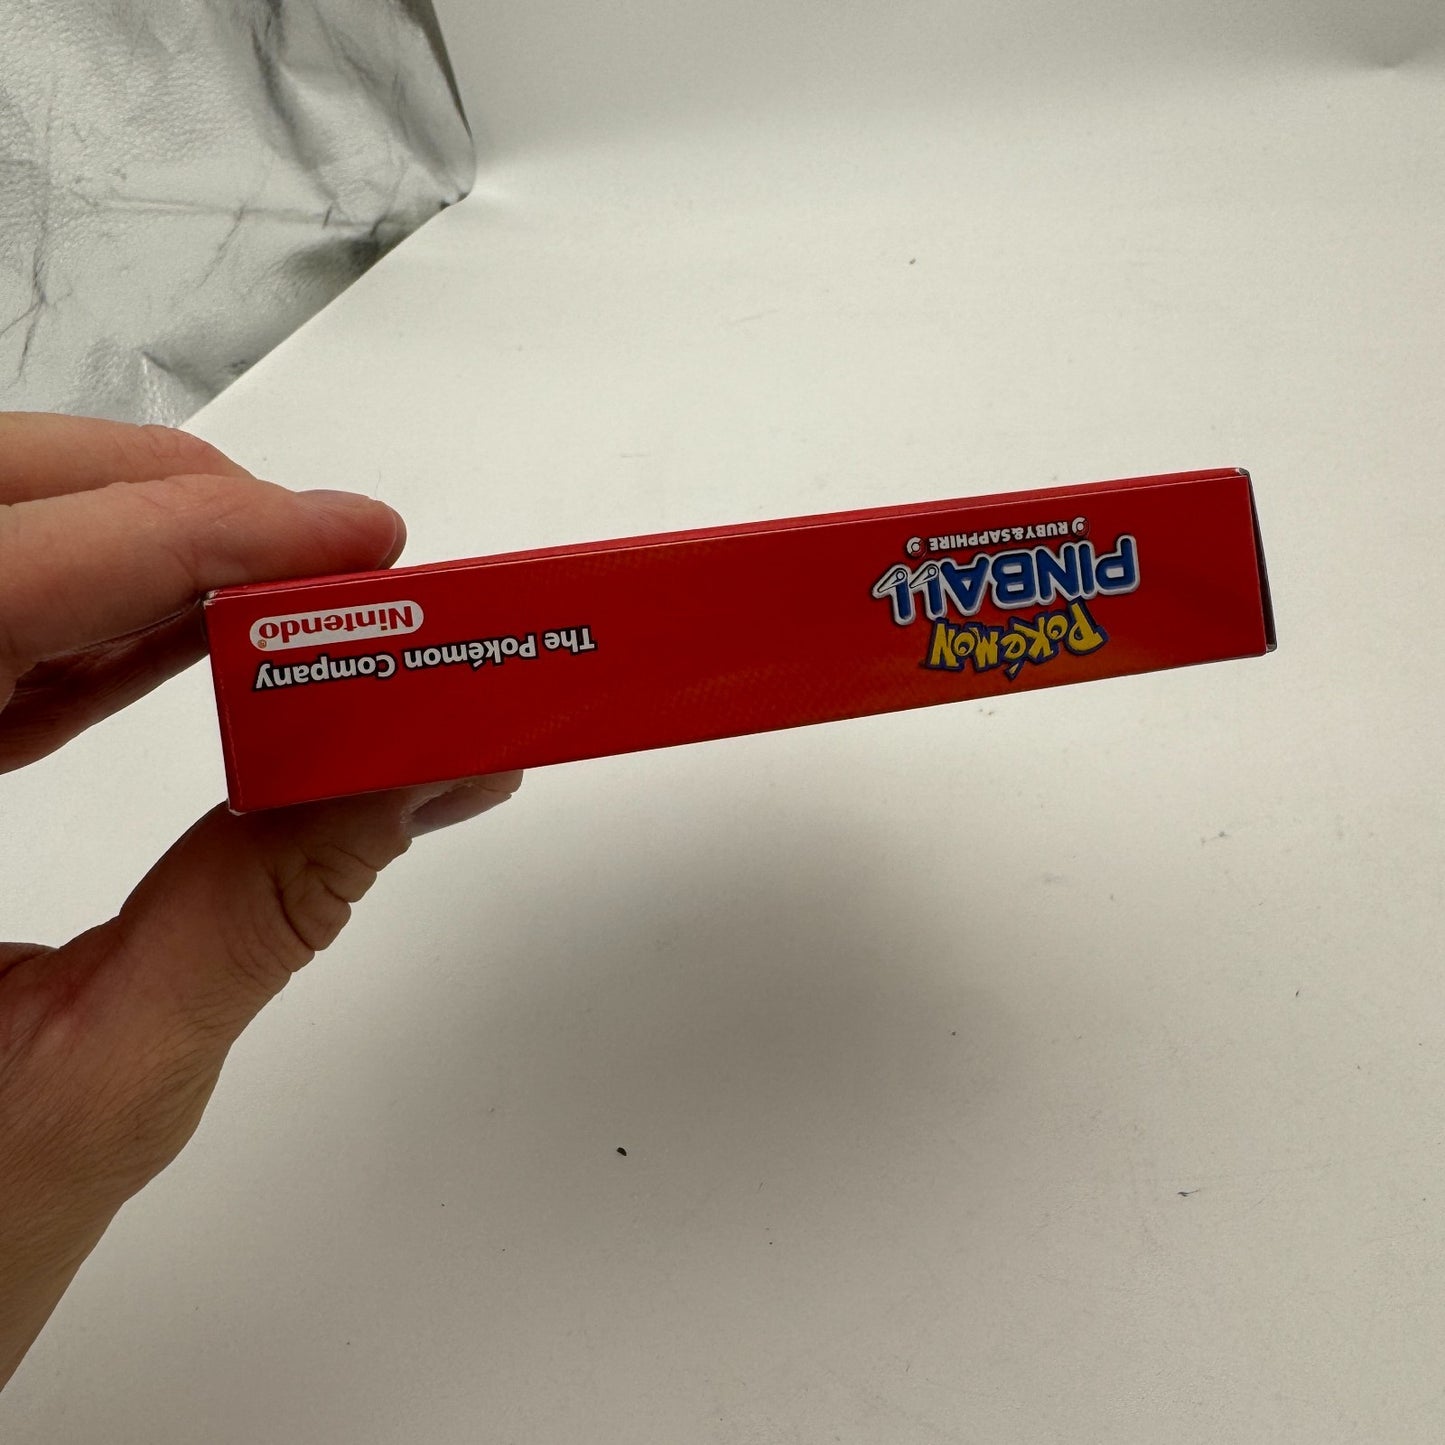 POKéMON
PINBALL
RUBY&SAPPHIRE
The Pokémon Company
Nintendo®